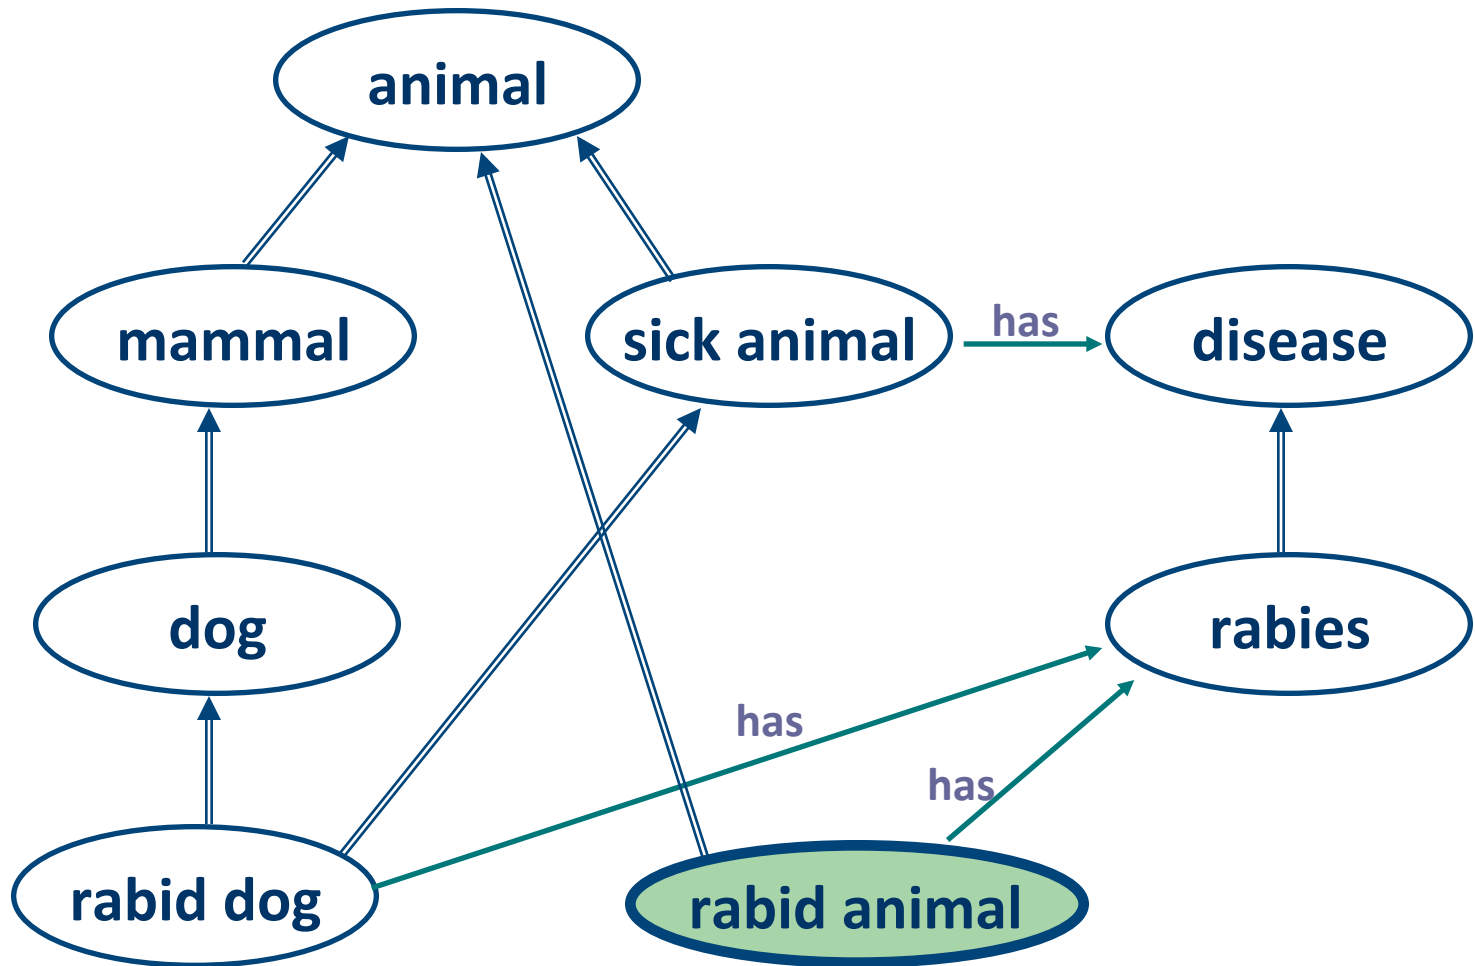 animal
mammal
sick animal
has
disease
dog
rabies
has
has
rabid dog
rabid animal